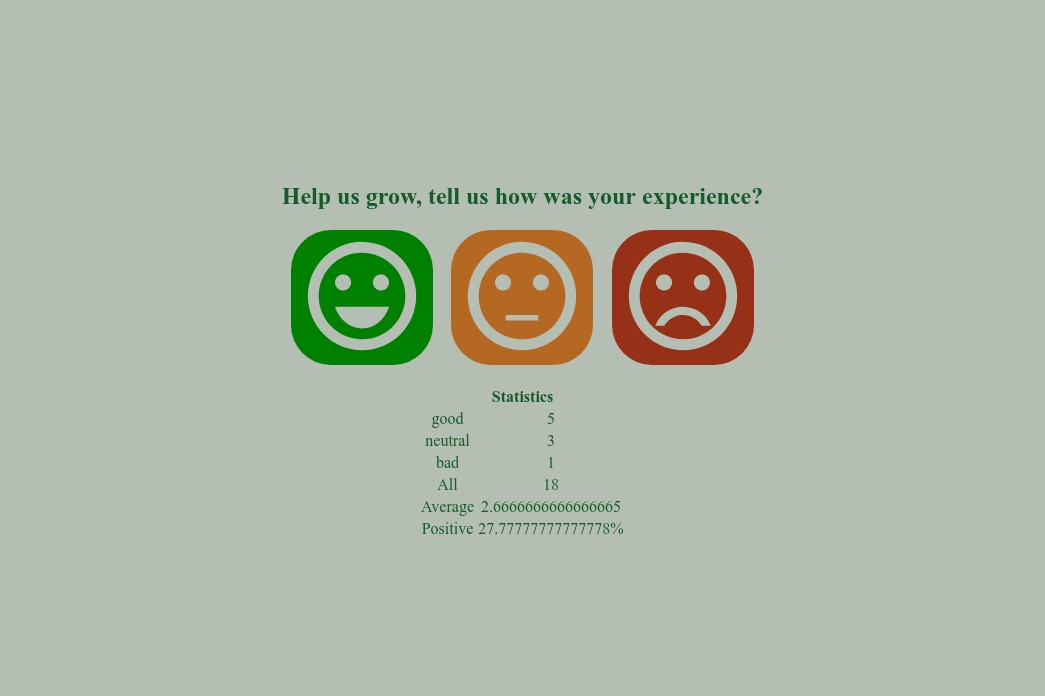 Help us grow, tell us how was your experience?
Statistics
good 5
neutral 3
bad 1
All 18
Average 2.6666666666666665
Positive 27.77777777777778%